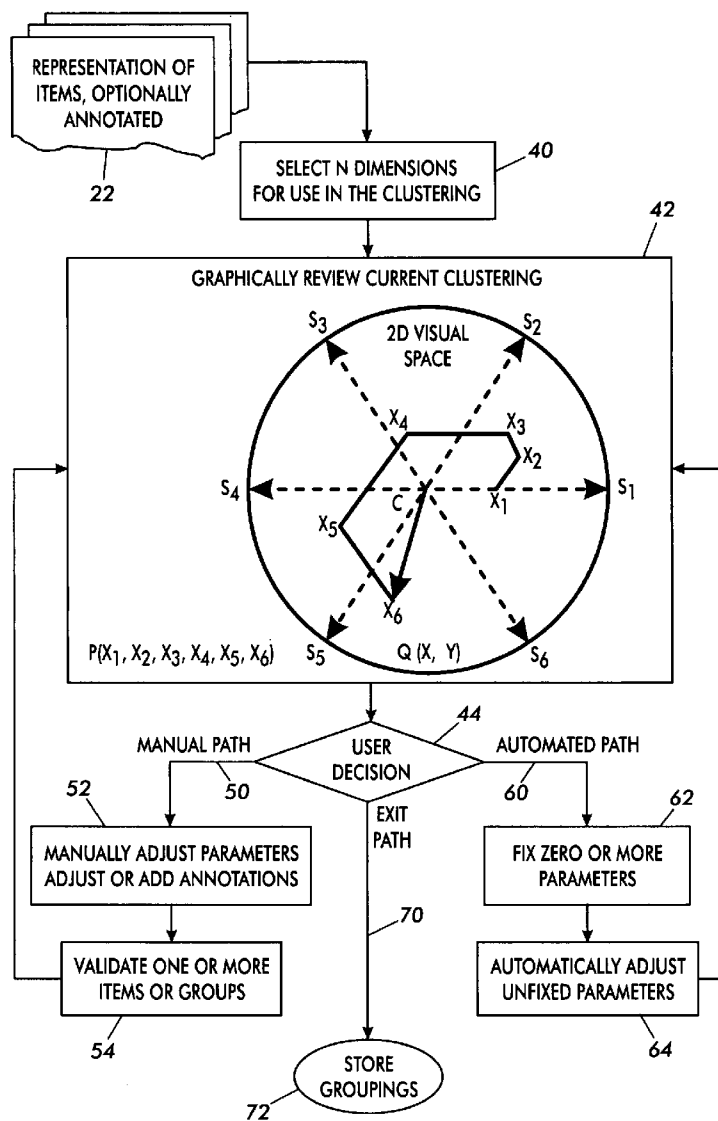 REPRESENTATION OF
ITEMS, OPTIONALLY
ANNOTATED
22
SELECT N DIMENSIONS
FOR USE IN THE CLUSTERING
40
42
GRAPHICALLY REVIEW CURRENT CLUSTERING
2D VISUAL
SPACE
S3
S2
X4
X3
X2
S4
C
X1
S1
X5
X6
S5
S6
P(X1, X2, X3, X4, X5, X6)
Q (X, Y)
44
USER
DECISION
MANUAL PATH
50
AUTOMATED PATH
60
EXIT
PATH
52
MANUALLY ADJUST PARAMETERS
ADJUST OR ADD ANNOTATIONS
62
FIX ZERO OR MORE
PARAMETERS
70
VALIDATE ONE OR MORE
ITEMS OR GROUPS
54
AUTOMATICALLY ADJUST
UNFIXED PARAMETERS
64
STORE
GROUPINGS
72